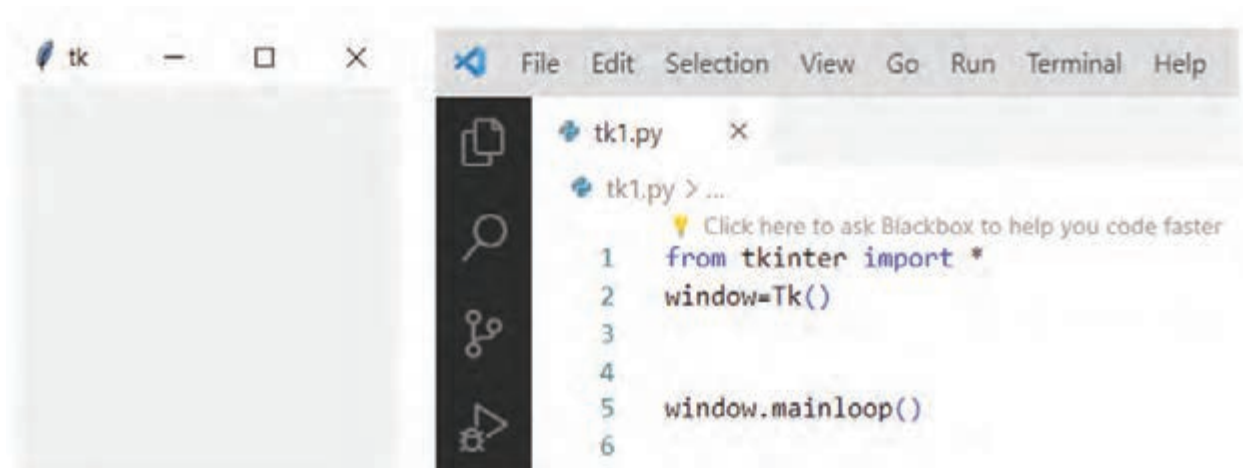 tk
File Edit Selection View Go Run Terminal Help
tk1.py
tk1.py > ...
Click here to ask Blackbox to help you code faster
1 from tkinter import *
2 window=Tk()
3
4
5 window.mainloop()
6